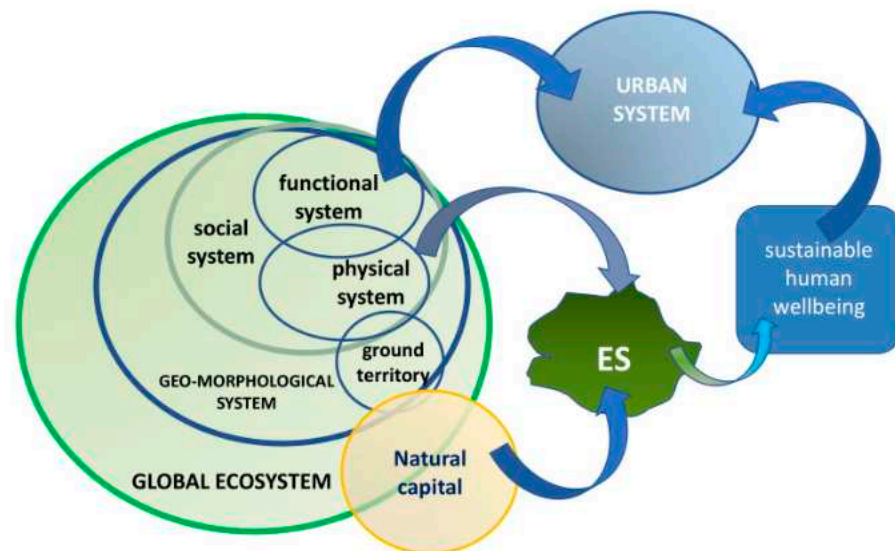 URBAN
SYSTEM
functional
system
social
system
physical
system
sustainable
human
wellbeing
ground
territory
ES
GEO-MORPHOLOGICAL
SYSTEM
Natural
capital
GLOBAL ECOSYSTEM